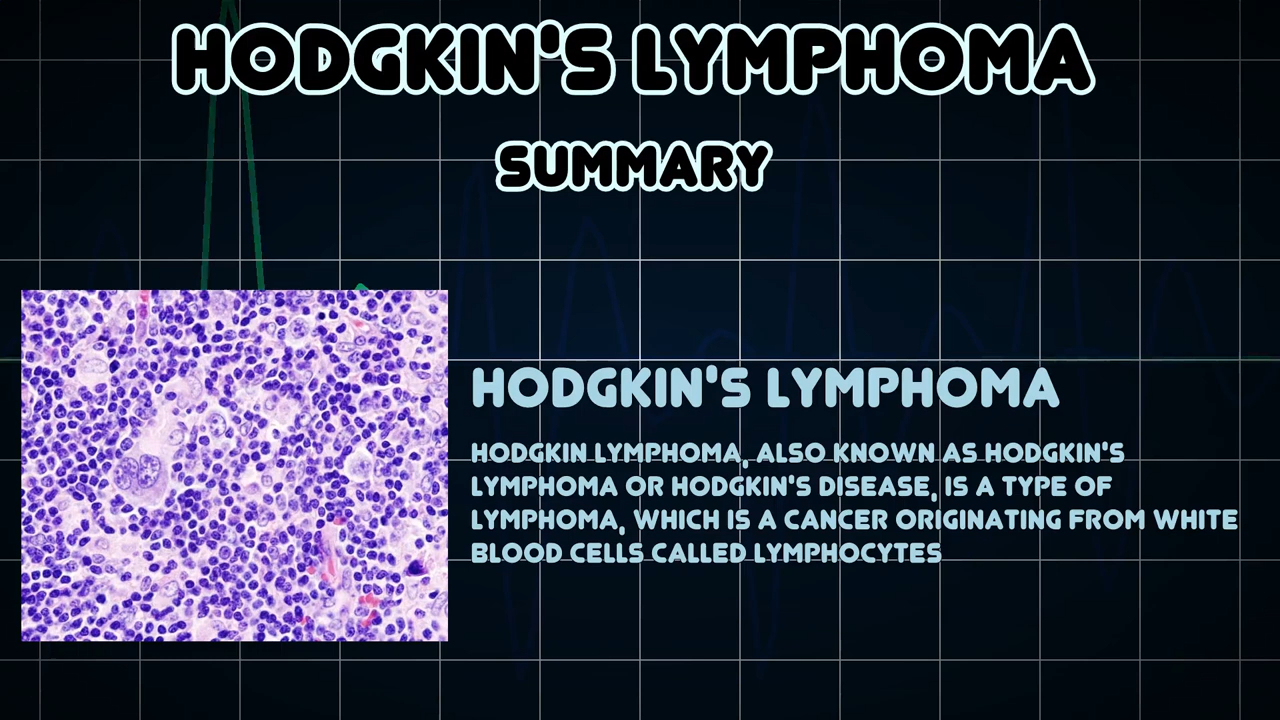 HODGKIN'S LYMPHOMA
SUMMARY
HODGKIN'S LYMPHOMA
HODGKIN LYMPHOMA, ALSO KNOWN AS HODGKIN'S
LYMPHOMA OR HODGKIN'S DISEASE, IS A TYPE OF
LYMPHOMA, WHICH IS A CANCER ORIGINATING FROM WHITE
BLOOD CELLS CALLED LYMPHOCYTES